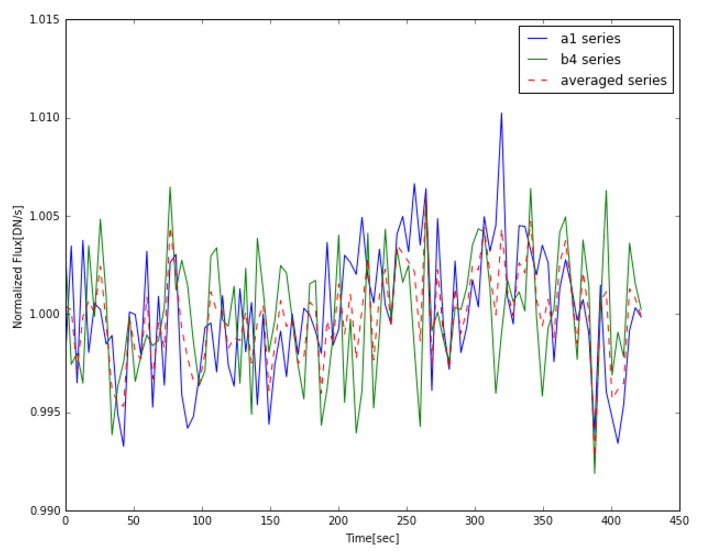 1.015
1.010
1.005
1.000
0.995
0.990
Normalized Flux[DN/s]
a1 series
b4 series
averaged series
0 50 100 150 200 250 300 350 400 450
Time[sec]